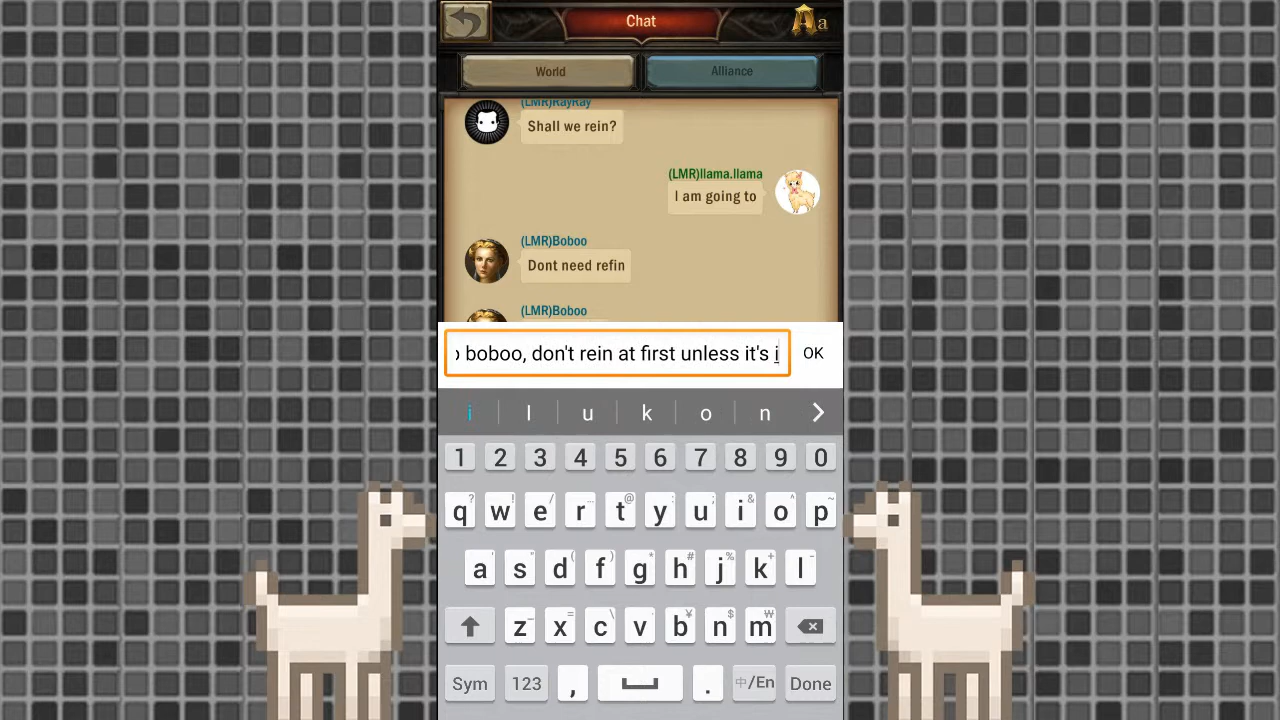 Chat
Aa
World
Alliance
(LMR)RayRay
Shall we rein?
(LMR)llama.llama
I am going to
(LMR)Boboo
Dont need refin
(LMR)Boboo
boboo, don't rein at first unless it's i
OK
i l u k o n
1 2 3 4 5 6 7 8 9 0
q w e r t y u i o p
a s d f g h j k l
z x c v b n m
Sym 123 , . 中/En Done